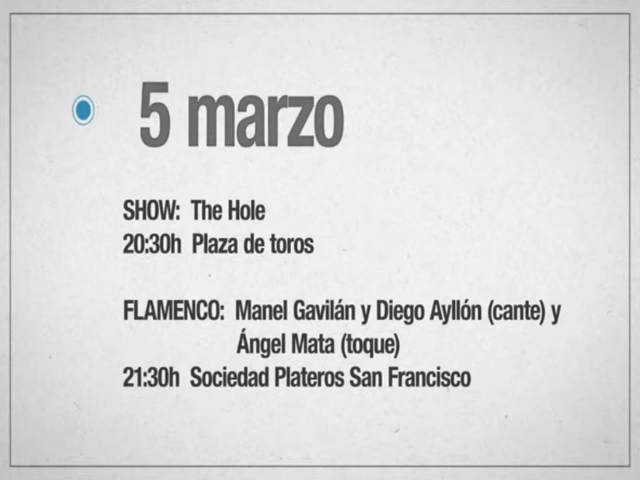 5 marzo
SHOW: The Hole
20:30h Plaza de toros
FLAMENCO: Manel Gavilán y Diego Ayllón (cante) y
Ángel Mata (toque)
21:30h Sociedad Plateros San Francisco